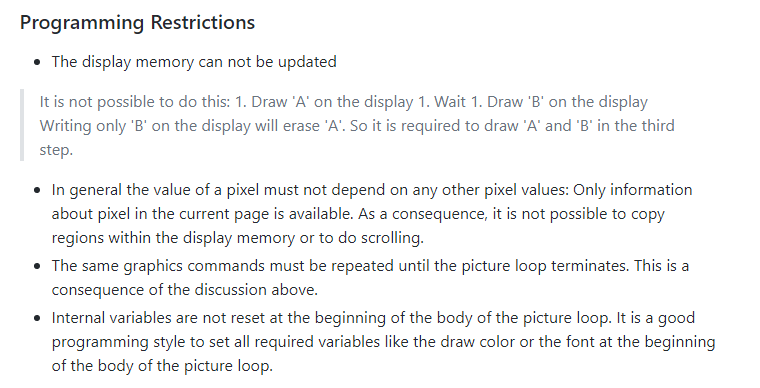 Programming Restrictions
• The display memory can not be updated
It is not possible to do this: 1. Draw 'A' on the display 1. Wait 1. Draw 'B' on the display
Writing only 'B' on the display will erase 'A'. So it is required to draw 'A' and 'B' in the third
step.
• In general the value of a pixel must not depend on any other pixel values: Only information
about pixel in the current page is available. As a consequence, it is not possible to copy
regions within the display memory or to do scrolling.
• The same graphics commands must be repeated until the picture loop terminates. This is a
consequence of the discussion above.
• Internal variables are not reset at the beginning of the body of the picture loop. It is a good
programming style to set all required variables like the draw color or the font at the beginning
of the body of the picture loop.